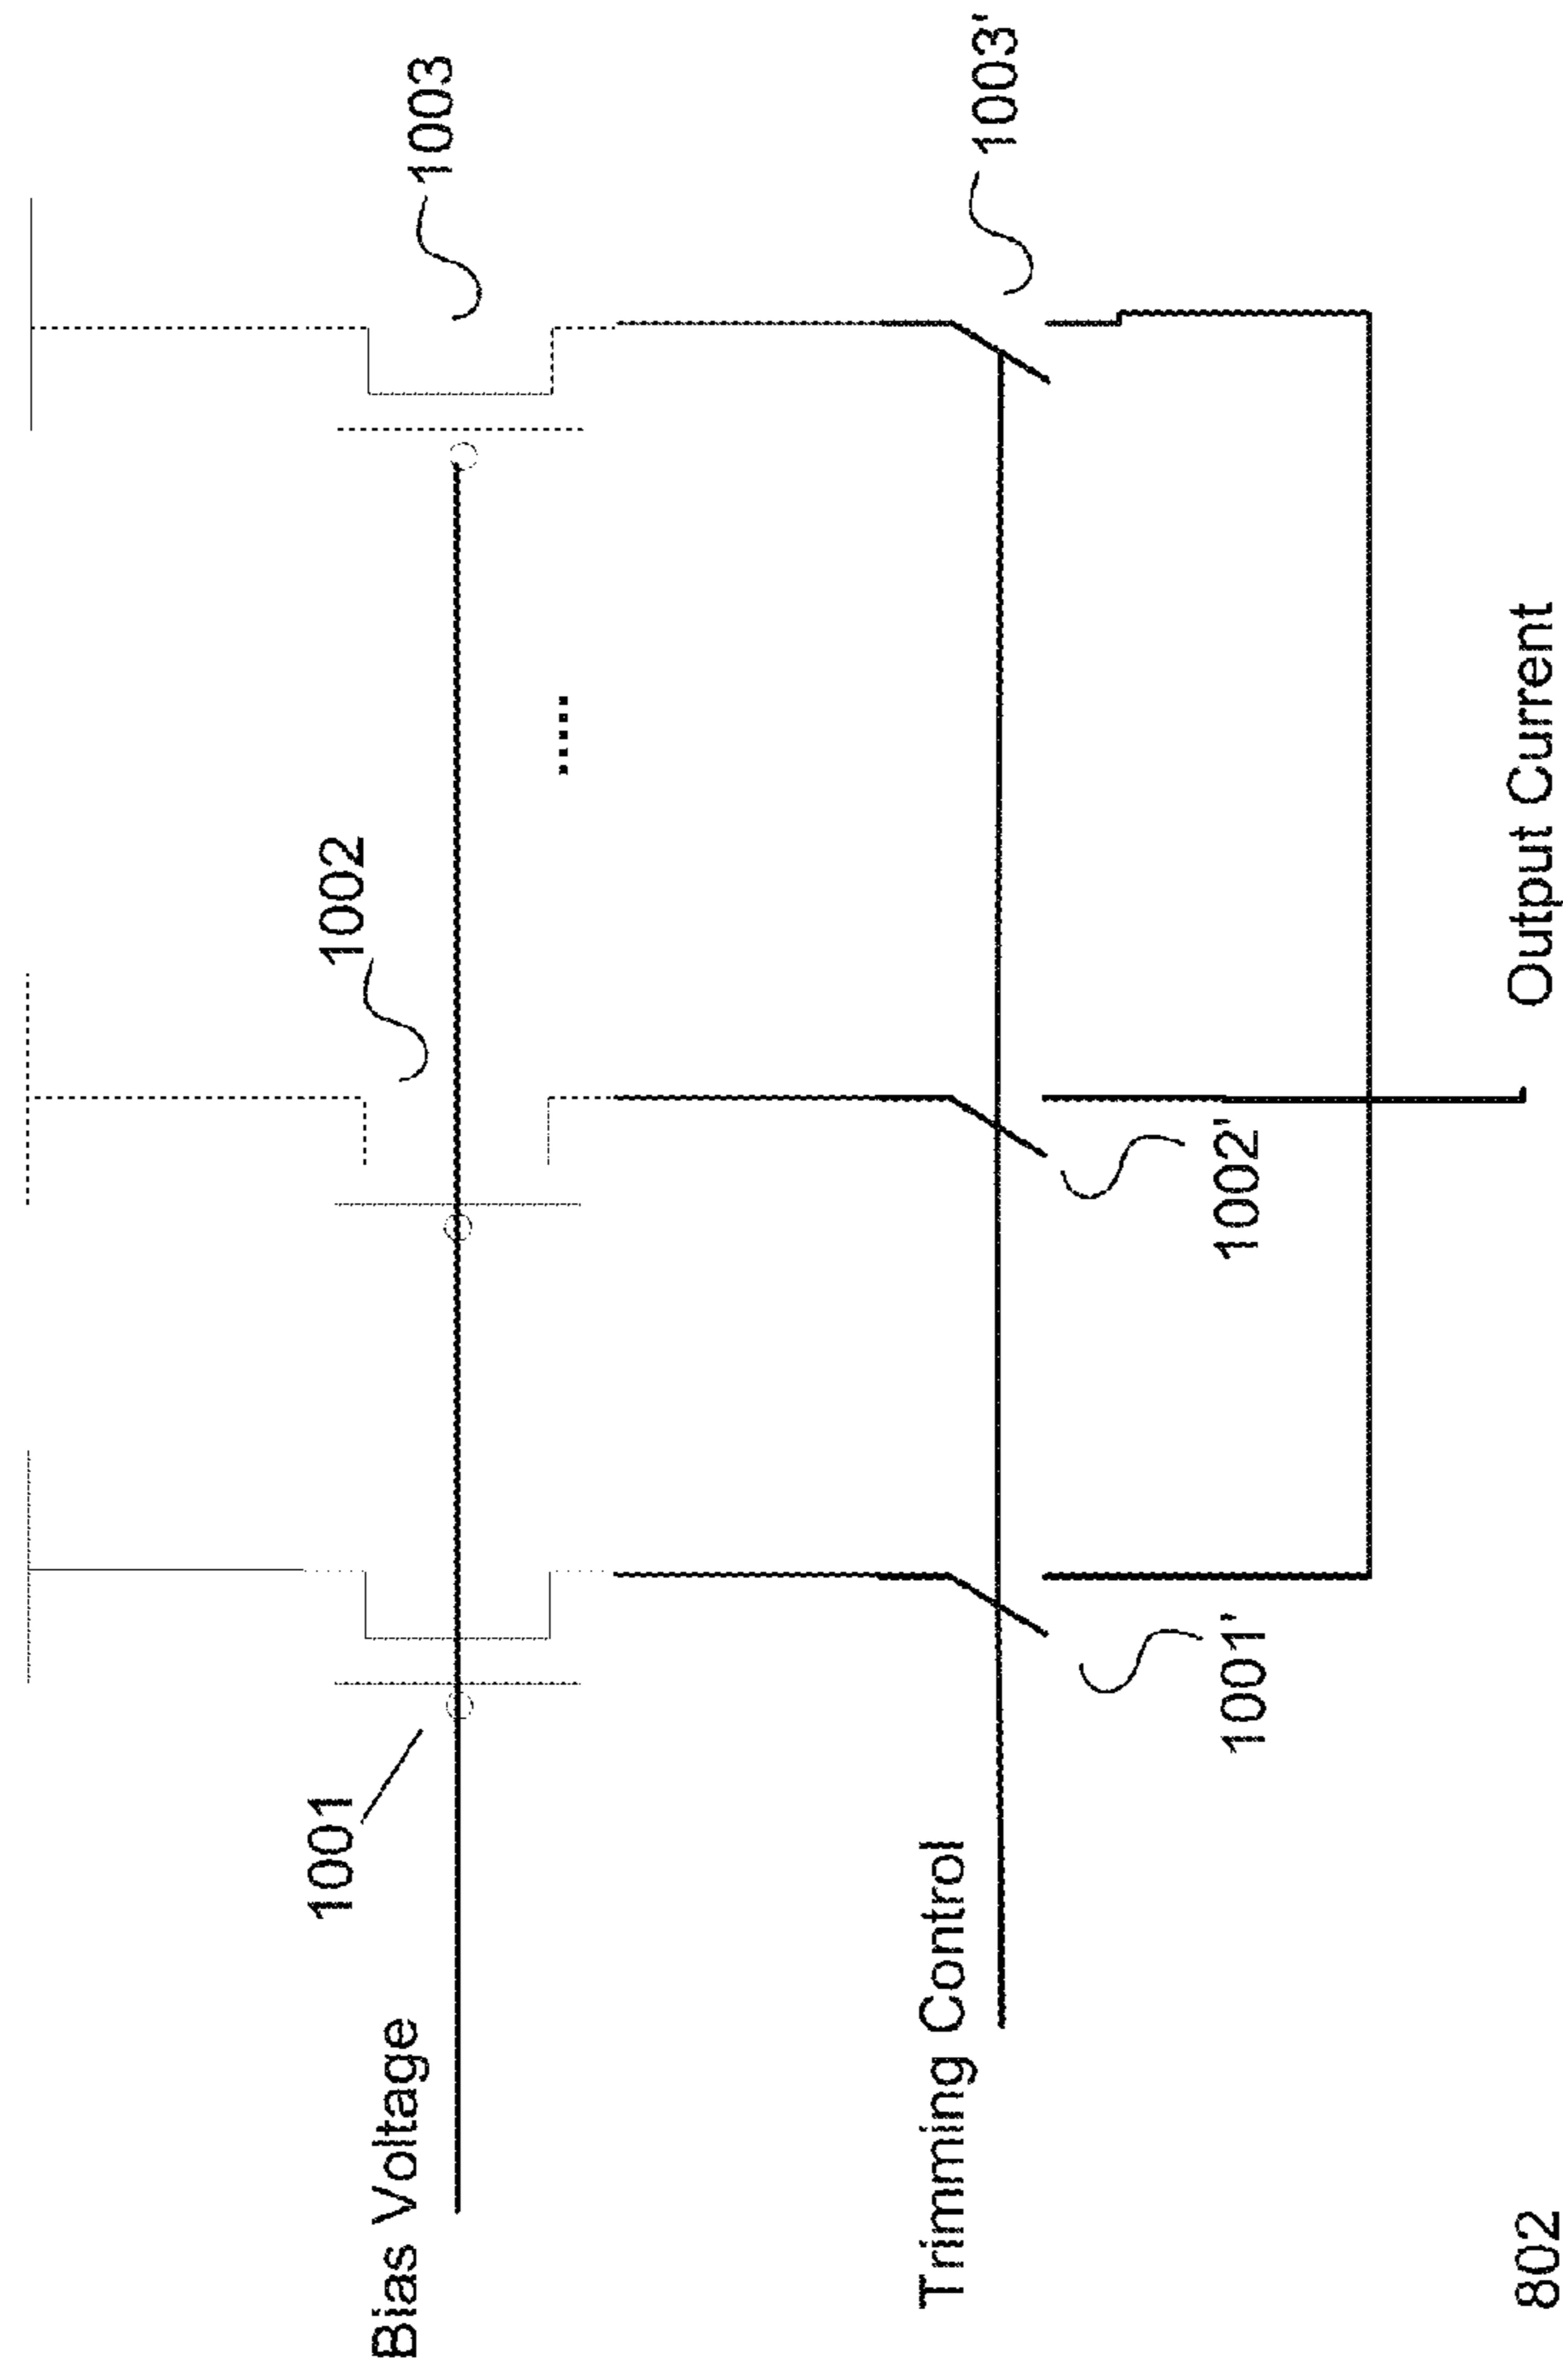 1001
1002
1003
Bias Voltage
.....
Trimming Control
1003'
1001'
1002'
802
Output Current